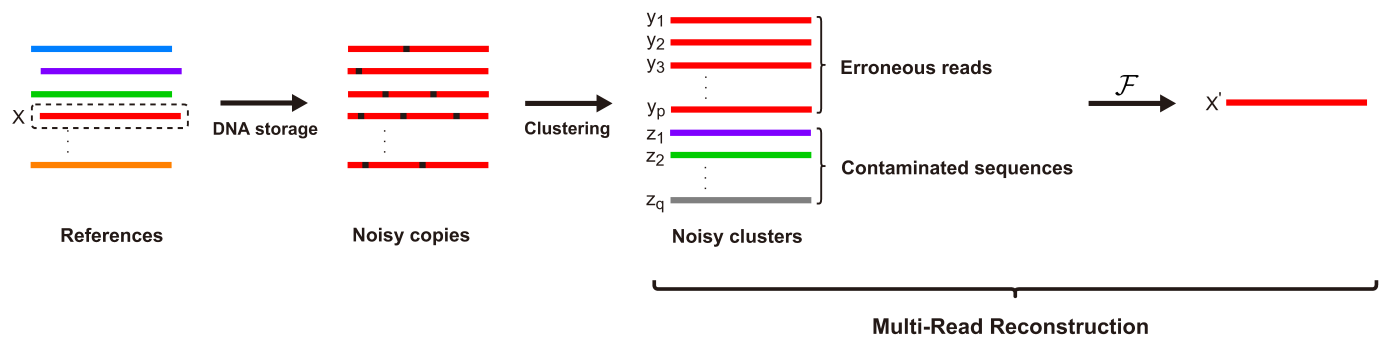 X
References
DNA storage
Noisy copies
Clustering
y1
y2
y3
yp
z1
z2
zq
Noisy clusters
Erroneous reads
Contaminated sequences
ℱ
X'
Multi-Read Reconstruction